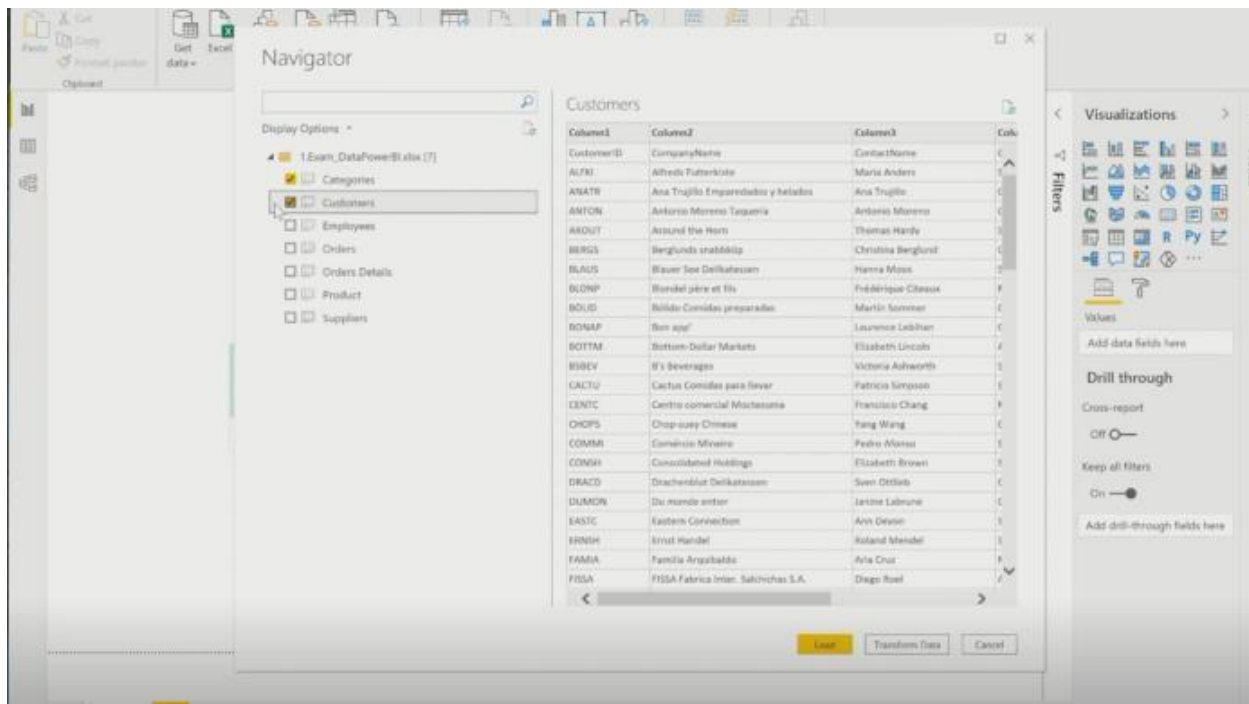 Cut
Copy
Format painter
Paste
Get data
Excel
Clipboard
Navigator
Display Options
1.Exam_DataPowerBI.xlsx [7]
Categories
Customers
Employees
Orders
Orders Details
Product
Suppliers
Customers
Column1 Column2 Column3
CustomerID CompanyName ContactName
ALFKI Alfreds Futterkiste Maria Anders
ANATR Ana Trujillo Emparedados y helados Ana Trujillo
ANTON Antonio Moreno Taquería Antonio Moreno
AROUT Around the Horn Thomas Hardy
BERGS Berglunds snabbköp Christina Berglund
BLAUS Blauer See Delikatessen Hanna Moos
BLONP Blondel père et fils Frédérique Citeaux
BOLID Bólido Comidas preparadas Martín Sommer
BONAP Bon app' Laurence Lebihan
BOTTM Bottom-Dollar Markets Elizabeth Lincoln
BSBEV B's Beverages Victoria Ashworth
CACTU Cactus Comidas para llevar Patricio Simpson
CENTC Centro comercial Moctezuma Francisco Chang
CHOPS Chop-suey Chinese Yang Wang
COMMI Comércio Mineiro Pedro Afonso
CONSH Consolidated Holdings Elizabeth Brown
DRACD Drachenblut Delikatessen Sven Ottlieb
DUMON Du monde entier Janine Labrune
EASTC Eastern Connection Ann Devon
ERNSH Ernst Handel Roland Mendel
FAMIA Familia Arquibaldo Aria Cruz
FISSA FISSA Fabrica Inter. Salchichas S.A. Diego Roel
Load
Transform Data
Cancel
Filters
Visualizations
R Py
Values
Add data fields here
Drill through
Cross-report
Off
Keep all filters
On
Add drill-through fields here